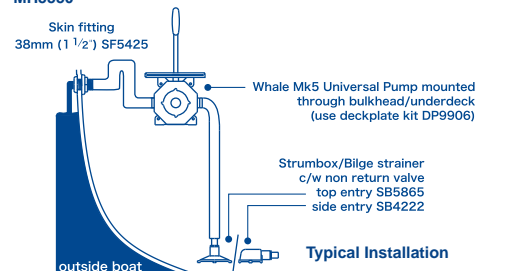 Skin fitting
38mm (1 1/2") SF5425
Whale Mk5 Universal Pump mounted
through bulkhead/underdeck
(use deckplate kit DP9906)
Strumbox/Bilge strainer
c/w non return valve
top entry SB5865
side entry SB4222
Typical Installation
outside boat